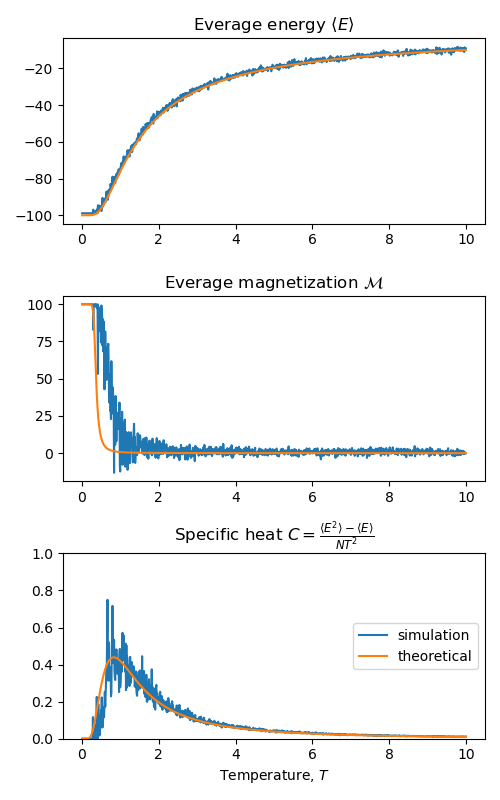 Everage energy ⟨E⟩
−20
−40
−60
−80
−100
0 2 4 6 8 10
Everage magnetization ℳ
100
75
50
25
0
0 2 4 6 8 10
Specific heat C = (⟨E²⟩ − ⟨E⟩)/(NT²)
1.0
0.8
0.6
0.4
0.2
0.0
simulation
theoretical
0 2 4 6 8 10
Temperature, T